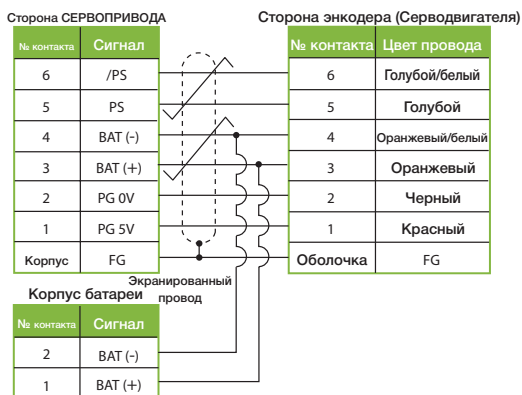 Сторона СЕРВОПРИВОДА
Сторона энкодера (Серводвигателя)
№ контакта Сигнал
№ контакта Цвет провода
6 /PS
6 Голубой/белый
5 PS
5 Голубой
4 BAT (-)
4 Оранжевый/белый
3 BAT (+)
3 Оранжевый
2 PG 0V
2 Черный
1 PG 5V
1 Красный
Корпус FG
Оболочка FG
Экранированный
провод
Корпус батареи
№ контакта Сигнал
2 BAT (-)
1 BAT (+)